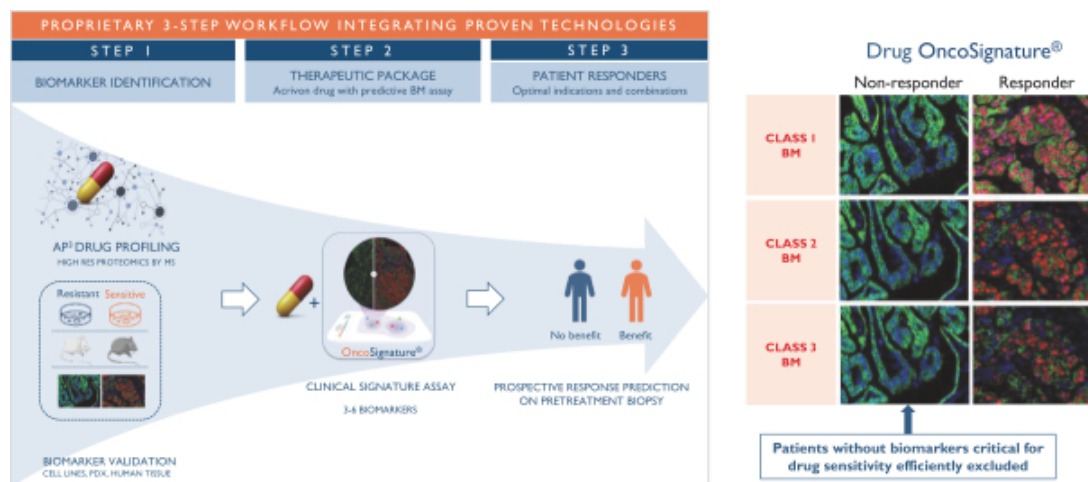 PROPRIETARY 3-STEP WORKFLOW INTEGRATING PROVEN TECHNOLOGIES
STEP 1
BIOMARKER IDENTIFICATION
STEP 2
THERAPEUTIC PACKAGE
Acrivon drug with predictive BM assay
STEP 3
PATIENT RESPONDERS
Optimal indications and combinations
AP³ DRUG PROFILING
HIGH RES PROTEOMICS BY MS
Resistant Sensitive
BIOMARKER VALIDATION
CELL LINES, PDX, HUMAN TISSUE
+
OncoSignature®
CLINICAL SIGNATURE ASSAY
3-6 BIOMARKERS
No benefit Benefit
PROSPECTIVE RESPONSE PREDICTION
ON PRETREATMENT BIOPSY
Drug OncoSignature®
Non-responder Responder
CLASS 1
BM
CLASS 2
BM
CLASS 3
BM
Patients without biomarkers critical for
drug sensitivity efficiently excluded